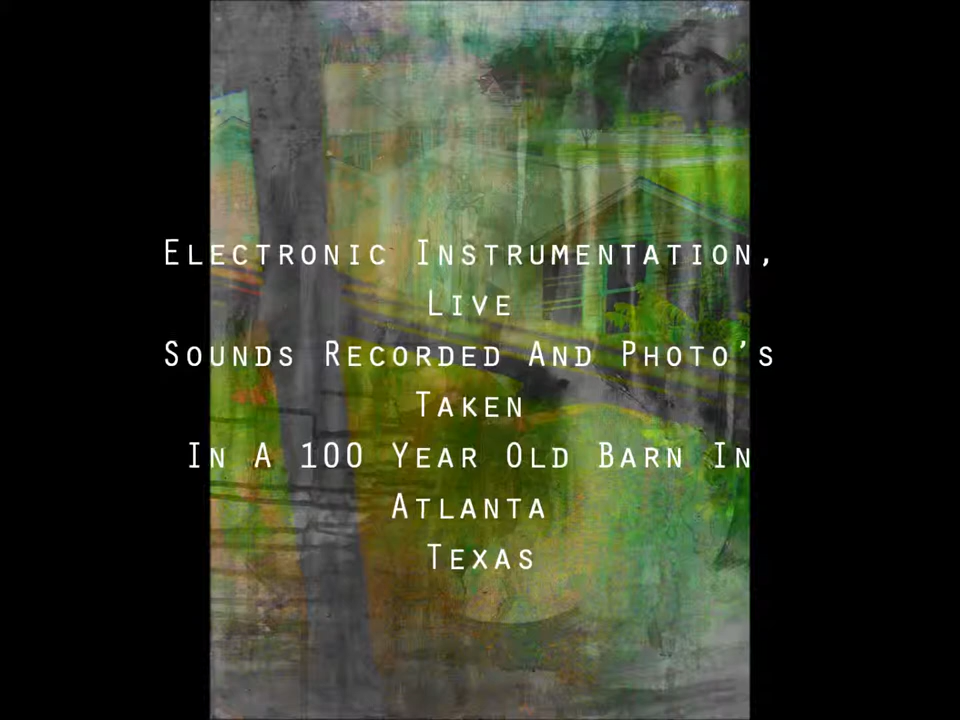 Electronic Instrumentation,
Live
Sounds Recorded And Photo's
Taken
In A 100 Year Old Barn In
Atlanta
Texas